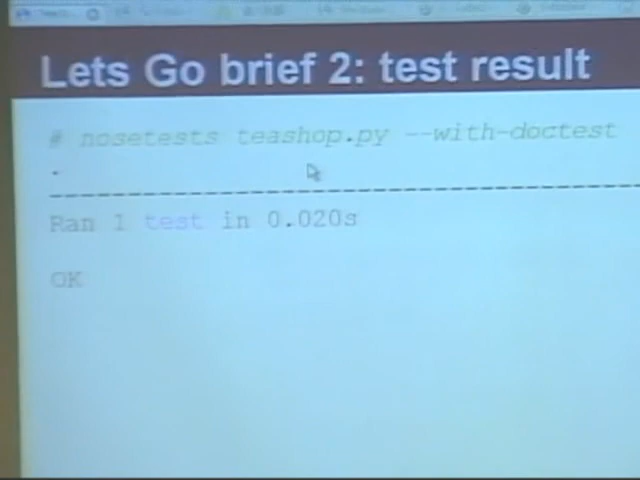 Lets Go brief 2: test result
# nosetests teashop.py --with-doctest
.
----------------------------------------------------------------------
Ran 1 test in 0.020s
OK